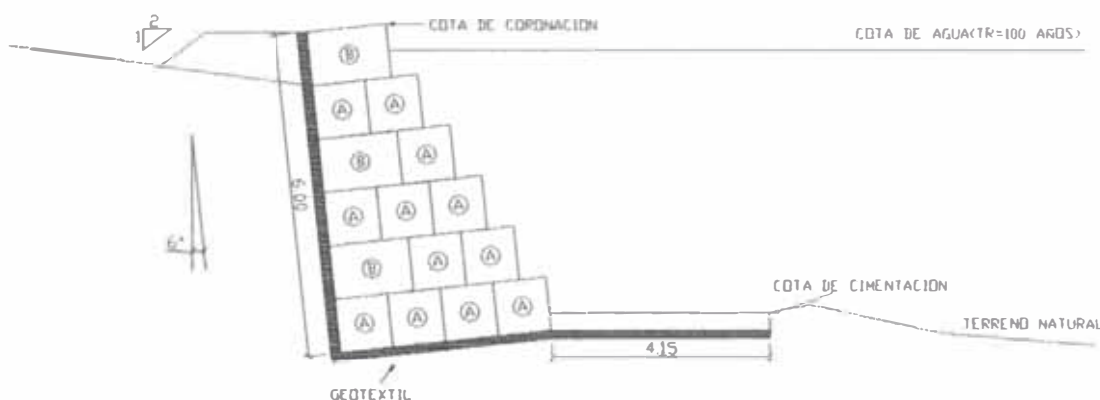 2
1
COTA DE CORONACION
COTA DE AGUA(TR=100 AÑOS)
B
A A
B A
6.00
A A A
6°
B A A
COTA DE CIMENTACION
A A A A
TERRENO NATURAL
4.15
GEOTEXTIL